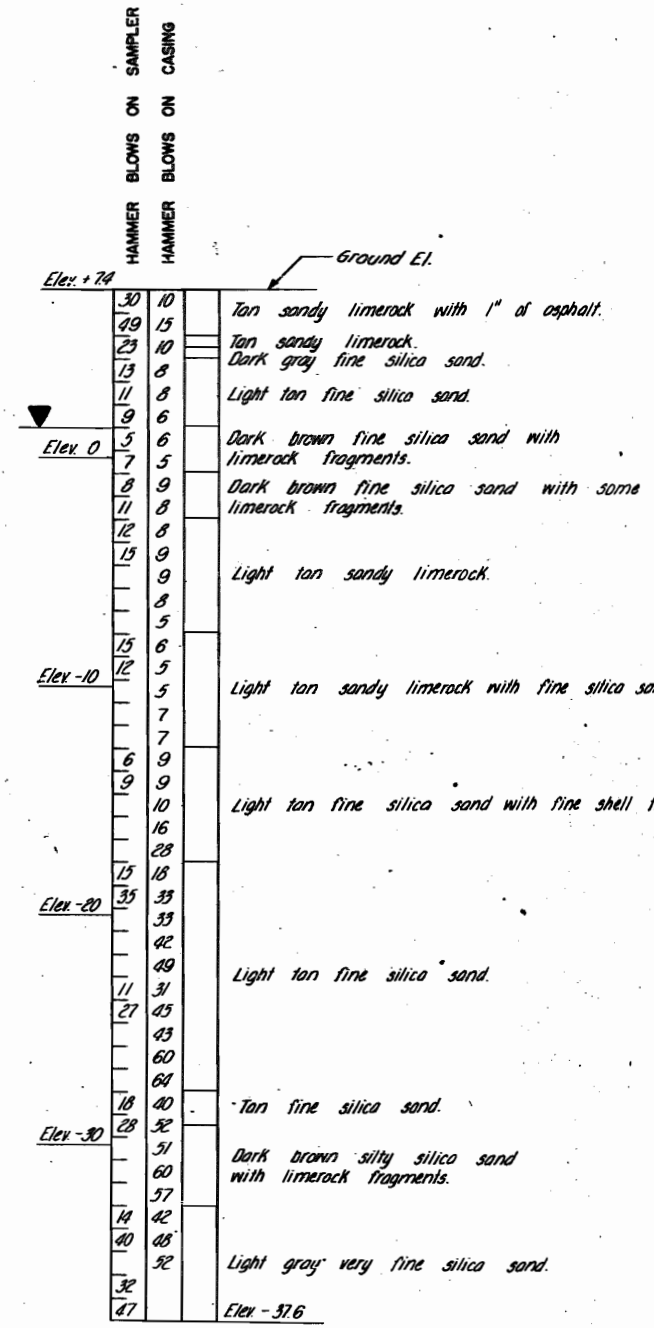 HAMMER BLOWS ON SAMPLER
HAMMER BLOWS ON CASING
Ground El.
Elev. +7.4
30 10
Tan sandy limerock with 1" of asphalt.
49 15
23 10
Tan sandy limerock.
Dark gray fine silica sand.
13 8
11 8
Light tan fine silica sand.
9 6
5 6
Dark brown fine silica sand with
Elev. 0
7 5
limerock fragments.
8 9
Dark brown fine silica sand with some
11 8
limerock fragments.
12 8
15 9
9
Light tan sandy limerock.
8
5
15 6
12 5
Elev. -10
5
Light tan sandy limerock with fine silica
7
7
6 9
9 9
10
Light tan fine silica sand with fine shell
16
28
15 18
35 33
Elev. -20
33
42
49
Light tan fine silica sand.
11 31
27 45
43
60
64
18 40
Tan fine silica sand.
28 52
Elev. -30
51
Dark brown silty silica sand
60
with limerock fragments.
57
14 42
40 48
52
Light gray very fine silica sand.
32
47
Elev. -37.6